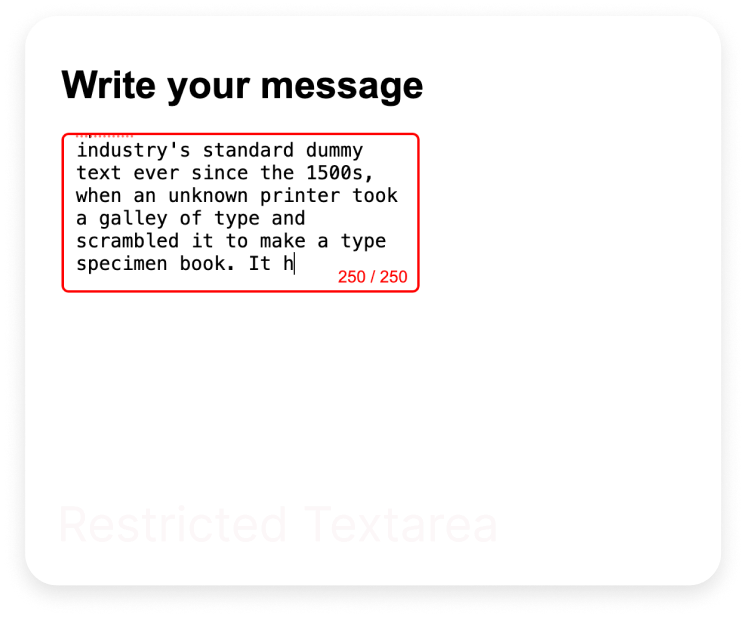 Write your message
industry's standard dummy
text ever since the 1500s,
when an unknown printer took
a galley of type and
scrambled it to make a type
specimen book. It h
250 / 250
Restricted Textarea